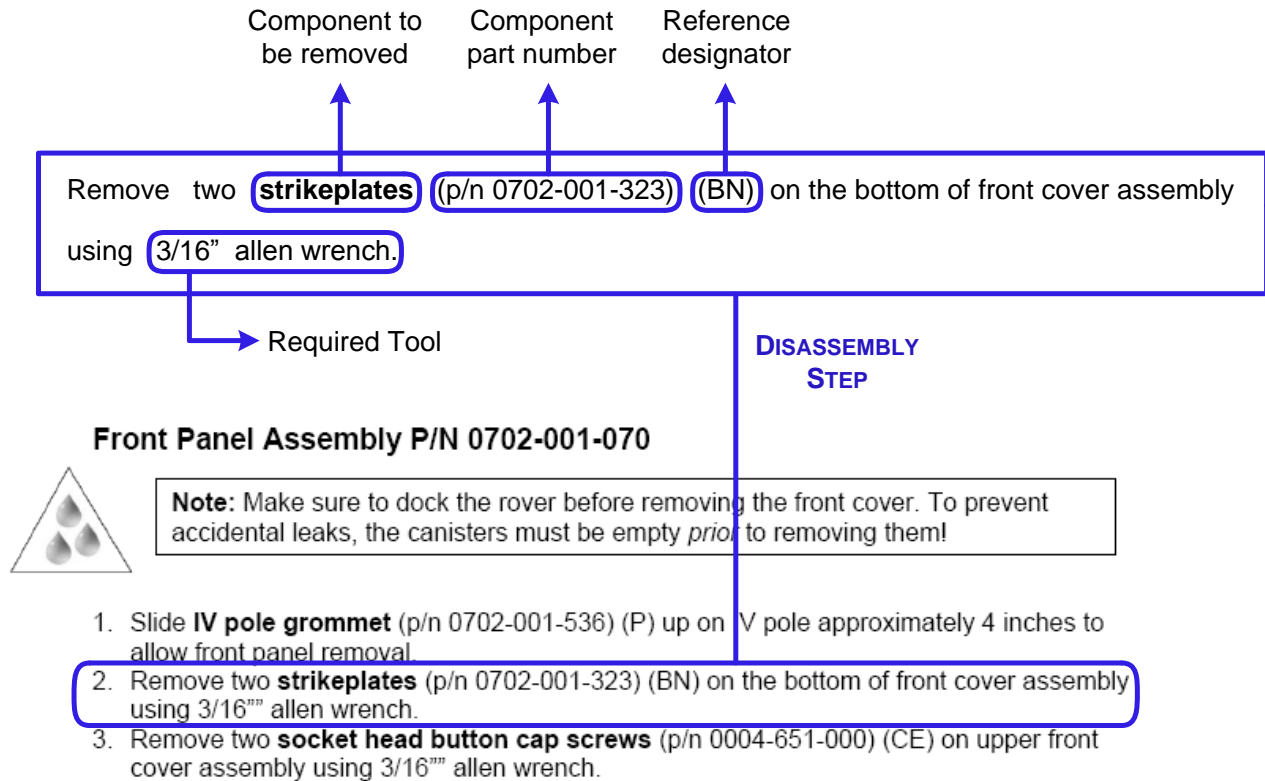 Component to be removed
Component part number
Reference designator
Remove two strikeplates (p/n 0702-001-323) (BN) on the bottom of front cover assembly
using 3/16” allen wrench.
Required Tool
DISASSEMBLY
STEP
Front Panel Assembly P/N 0702-001-070
Note: Make sure to dock the rover before removing the front cover. To prevent
accidental leaks, the canisters must be empty prior to removing them!
1. Slide IV pole grommet (p/n 0702-001-536) (P) up on IV pole approximately 4 inches to
allow front panel removal.
2. Remove two strikeplates (p/n 0702-001-323) (BN) on the bottom of front cover assembly
using 3/16"" allen wrench.
3. Remove two socket head button cap screws (p/n 0004-651-000) (CE) on upper front
cover assembly using 3/16"" allen wrench.